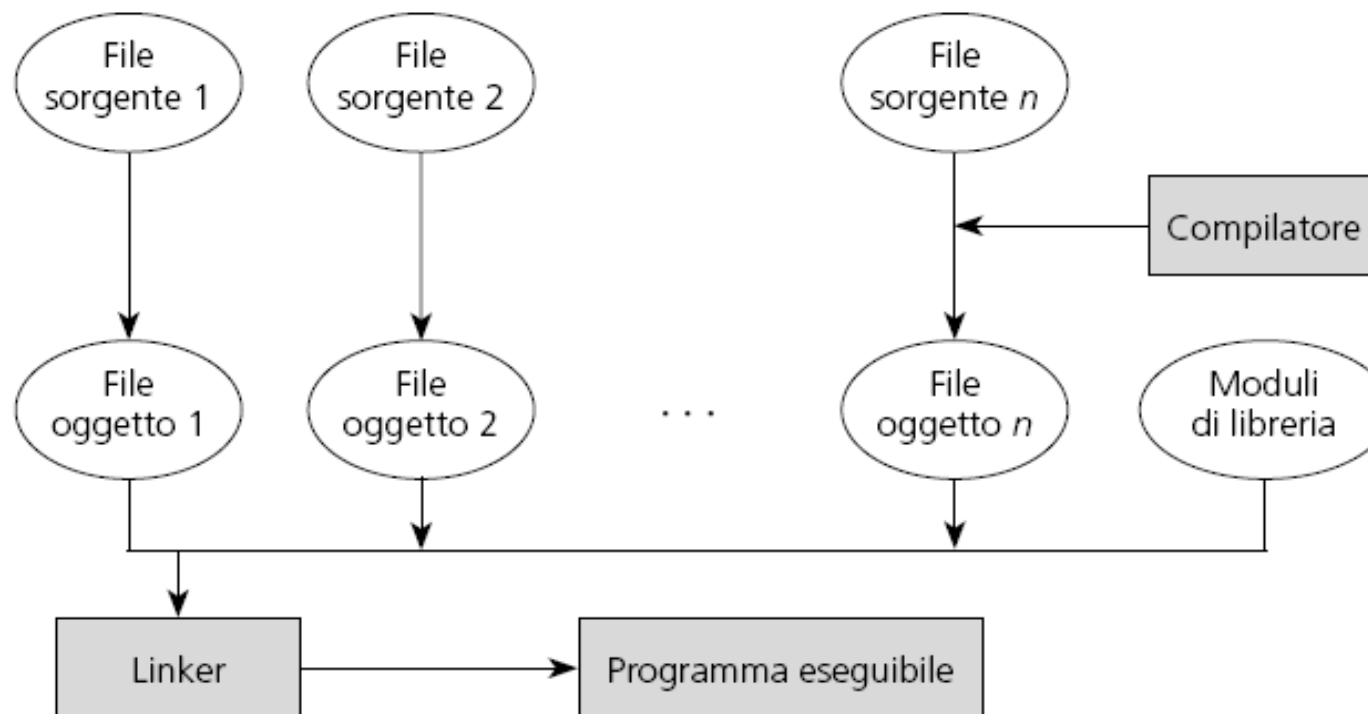 File
sorgente 1
File
sorgente 2
File
sorgente n
Compilatore
File
oggetto 1
File
oggetto 2
...
File
oggetto n
Moduli
di libreria
Linker
Programma eseguibile